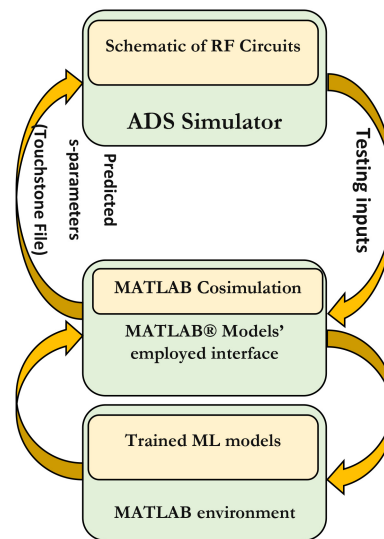 Schematic of RF Circuits
ADS Simulator
Predicted
s-parameters
(Touchstone File)
Testing inputs
MATLAB Cosimulation
MATLAB® Models'
employed interface
Trained ML models
MATLAB environment